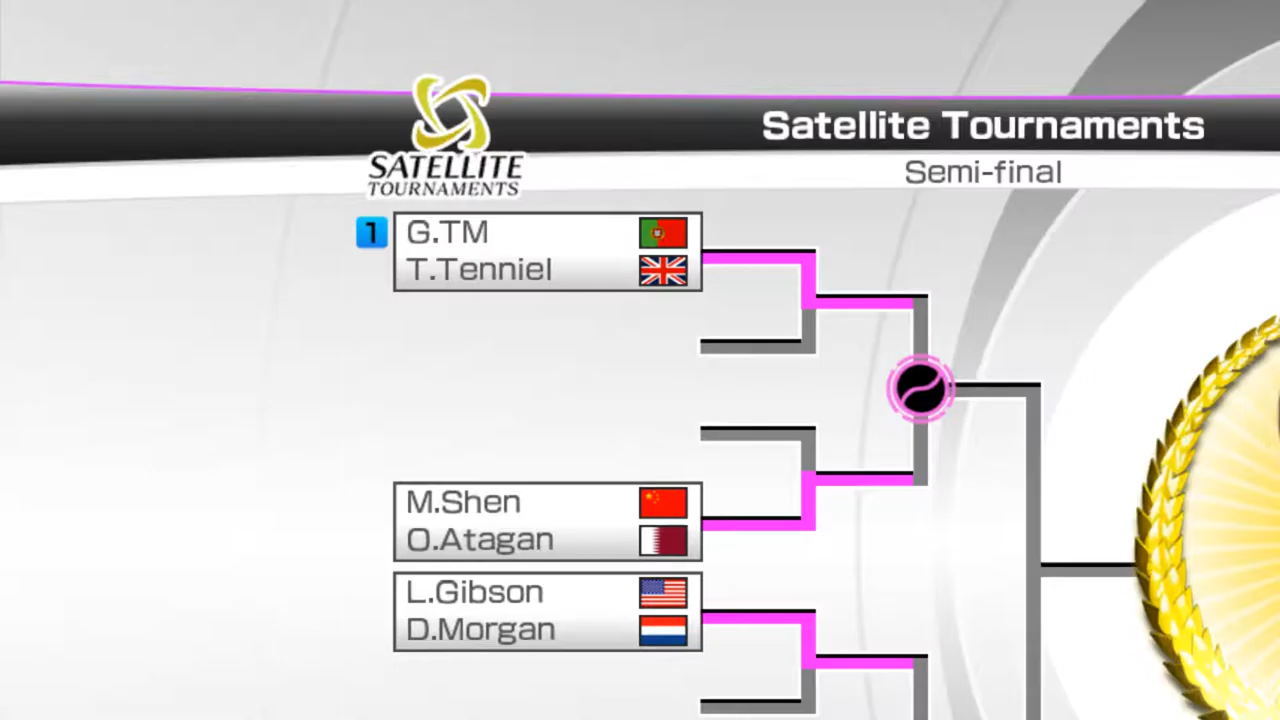 SATELLITE
TOURNAMENTS
Satellite Tournaments
Semi-final
1
G.TM
T.Tenniel
M.Shen
O.Atagan
L.Gibson
D.Morgan